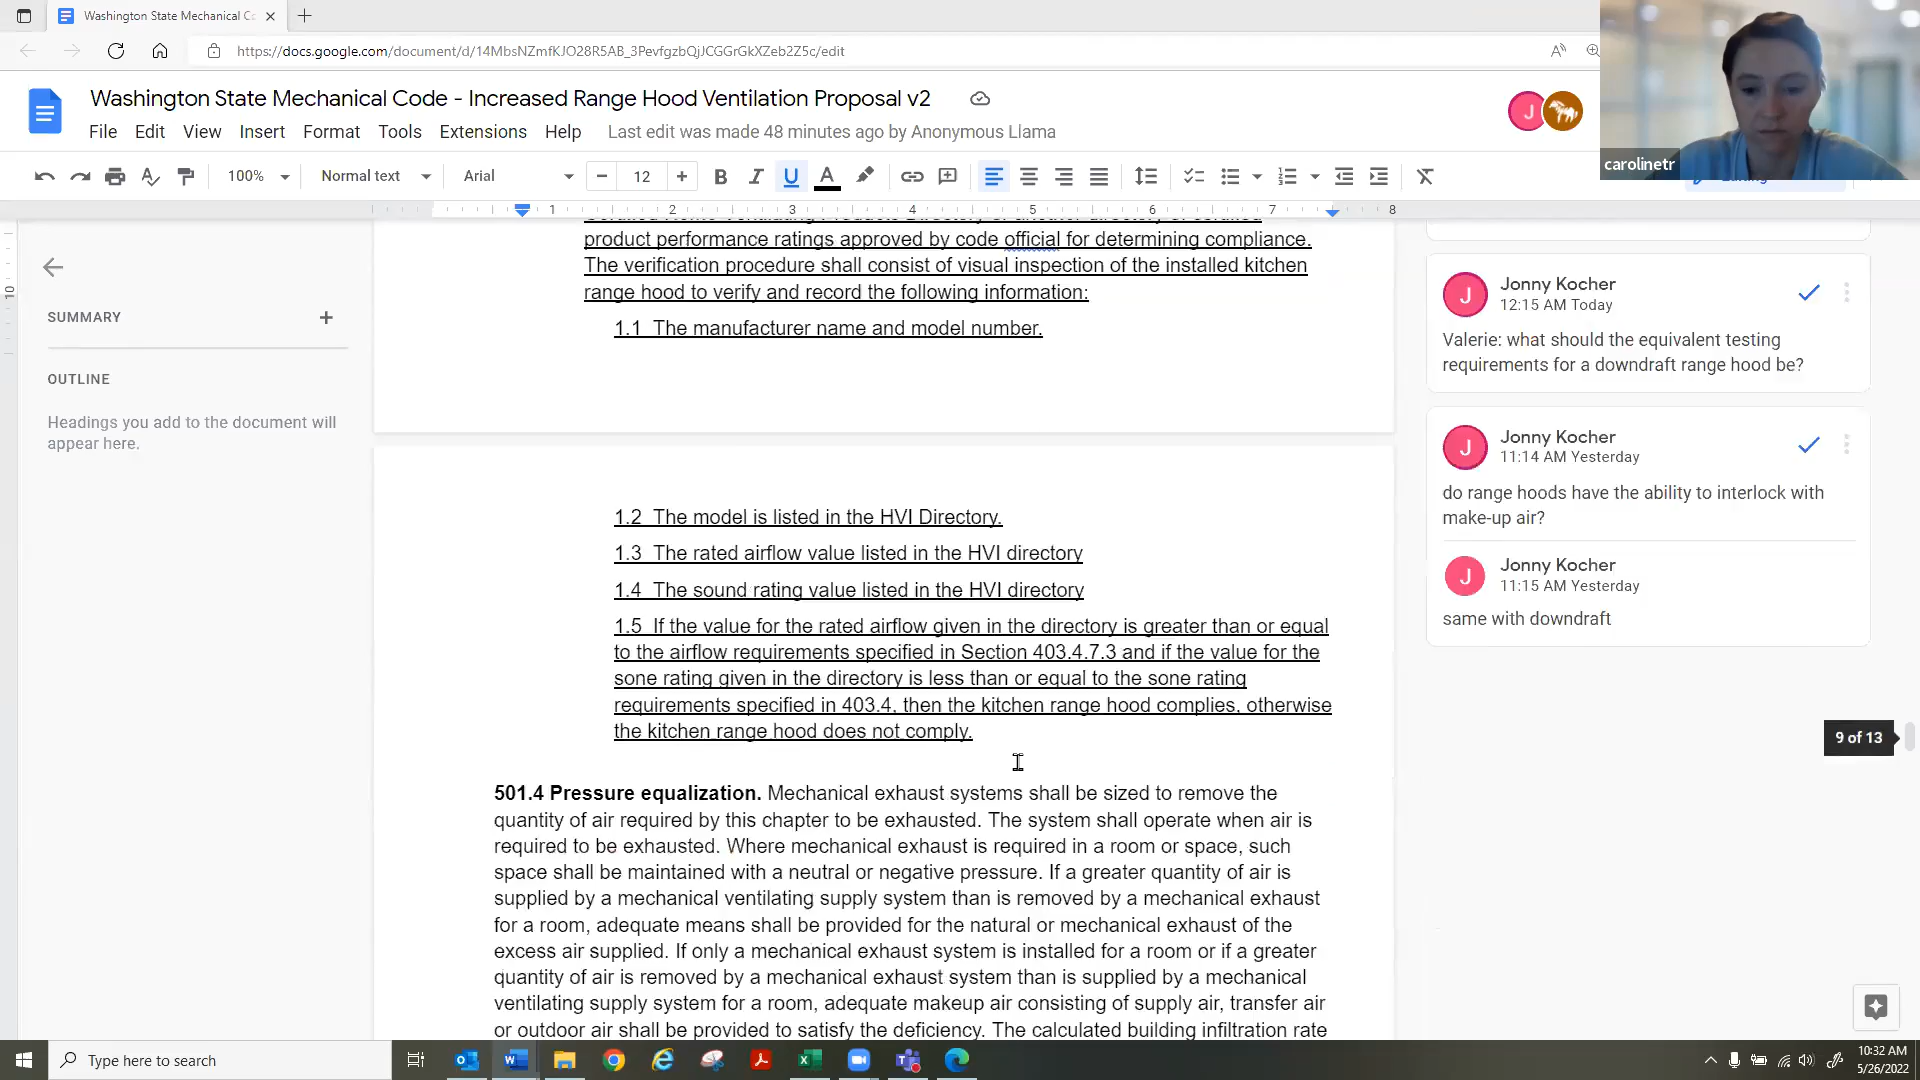 Washington State Mechanical C
https://docs.google.com/document/d/14MbsNZmfKJO28R5AB_3PevfgzbQjJCGGrGkXZeb2Z5c/edit
Washington State Mechanical Code - Increased Range Hood Ventilation Proposal v2
File Edit View Insert Format Tools Extensions Help Last edit was made 48 minutes ago by Anonymous Llama
J
carolinetr
100% Normal text Arial 12 B I U A
1 2 3 4 5 6 7 8
10
SUMMARY
OUTLINE
Headings you add to the document will
appear here.
product performance ratings approved by code official for determining compliance.
The verification procedure shall consist of visual inspection of the installed kitchen
range hood to verify and record the following information:
1.1 The manufacturer name and model number.
1.2 The model is listed in the HVI Directory.
1.3 The rated airflow value listed in the HVI directory
1.4 The sound rating value listed in the HVI directory
1.5 If the value for the rated airflow given in the directory is greater than or equal
to the airflow requirements specified in Section 403.4.7.3 and if the value for the
sone rating given in the directory is less than or equal to the sone rating
requirements specified in 403.4, then the kitchen range hood complies, otherwise
the kitchen range hood does not comply.
501.4 Pressure equalization. Mechanical exhaust systems shall be sized to remove the
quantity of air required by this chapter to be exhausted. The system shall operate when air is
required to be exhausted. Where mechanical exhaust is required in a room or space, such
space shall be maintained with a neutral or negative pressure. If a greater quantity of air is
supplied by a mechanical ventilating supply system than is removed by a mechanical exhaust
for a room, adequate means shall be provided for the natural or mechanical exhaust of the
excess air supplied. If only a mechanical exhaust system is installed for a room or if a greater
quantity of air is removed by a mechanical exhaust system than is supplied by a mechanical
ventilating supply system for a room, adequate makeup air consisting of supply air, transfer air
or outdoor air shall be provided to satisfy the deficiency. The calculated building infiltration rate
J
Jonny Kocher
12:15 AM Today
Valerie: what should the equivalent testing
requirements for a downdraft range hood be?
J
Jonny Kocher
11:14 AM Yesterday
do range hoods have the ability to interlock with
make-up air?
J
Jonny Kocher
11:15 AM Yesterday
same with downdraft
9 of 13
Type here to search
10:32 AM
5/26/2022